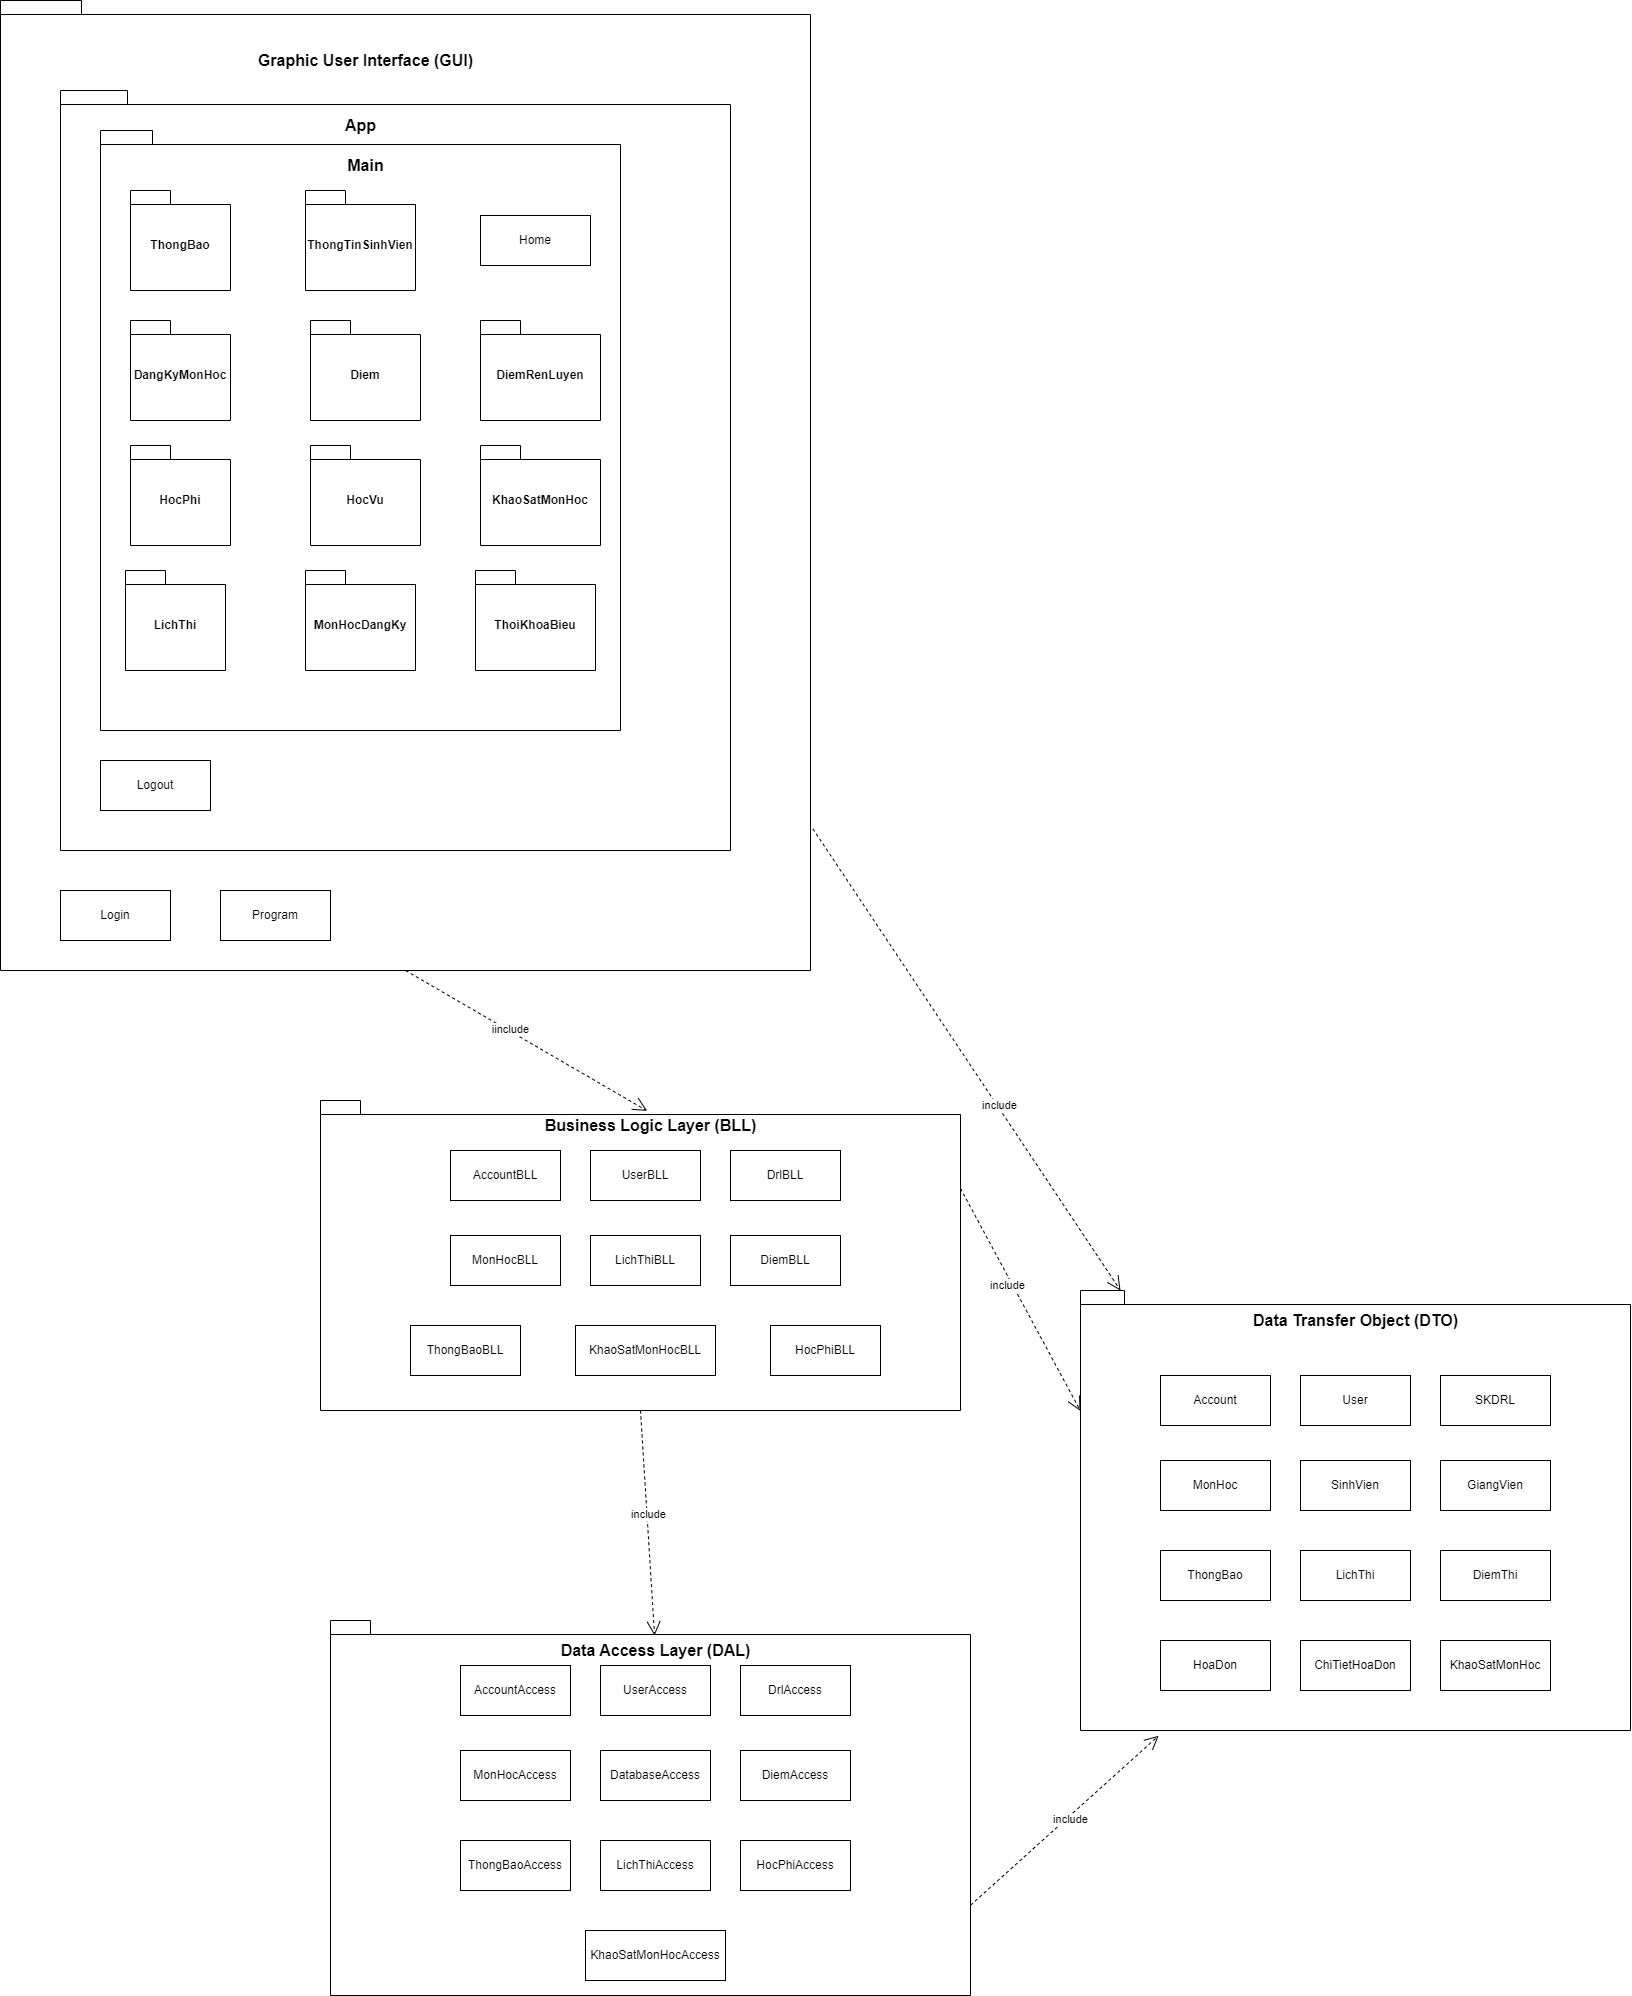 Graphic User Interface (GUI)
App
Main
ThongBao
ThongTinSinhVien
Home
DangKyMonHoc
Diem
DiemRenLuyen
HocPhi
HocVu
KhaoSatMonHoc
LichThi
MonHocDangKy
ThoiKhoaBieu
Logout
Login
Program
iinclude
include
Business Logic Layer (BLL)
AccountBLL
UserBLL
DrlBLL
MonHocBLL
LichThiBLL
DiemBLL
ThongBaoBLL
KhaoSatMonHocBLL
HocPhiBLL
include
Data Transfer Object (DTO)
Account
User
SKDRL
MonHoc
SinhVien
GiangVien
ThongBao
LichThi
DiemThi
HoaDon
ChiTietHoaDon
KhaoSatMonHoc
include
Data Access Layer (DAL)
AccountAccess
UserAccess
DrlAccess
MonHocAccess
DatabaseAccess
DiemAccess
ThongBaoAccess
LichThiAccess
HocPhiAccess
KhaoSatMonHocAccess
include